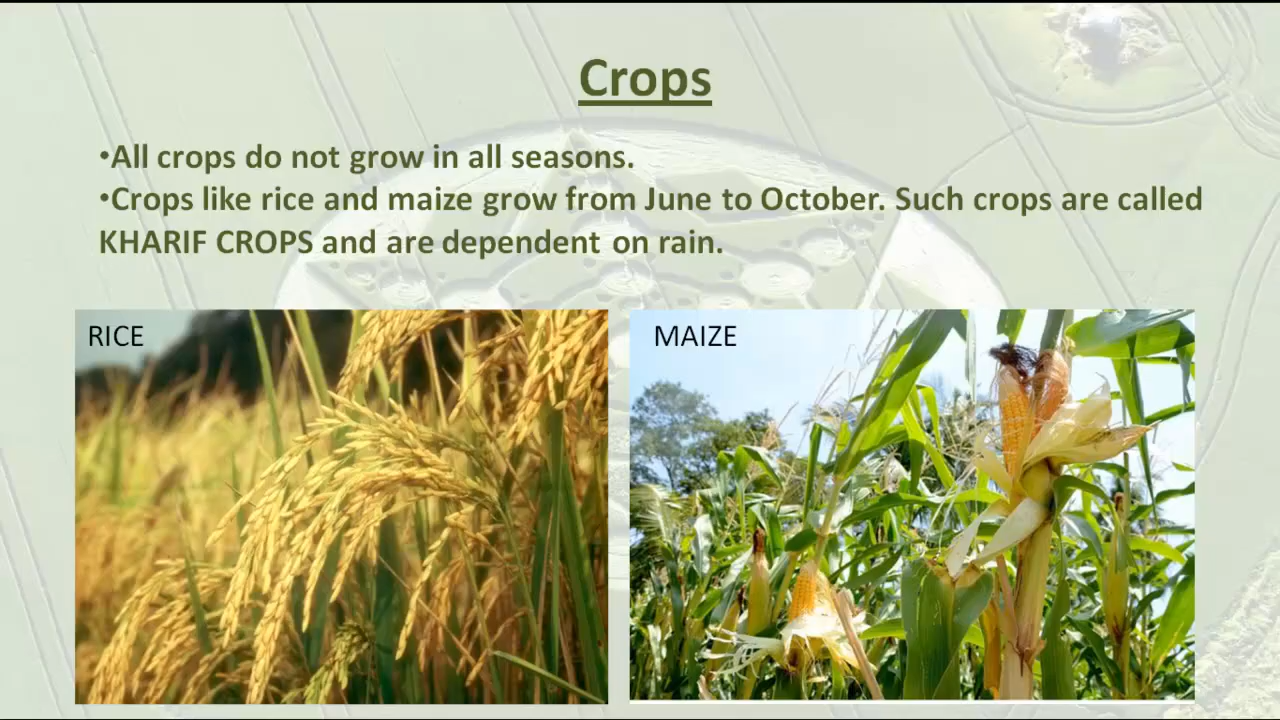 Crops
•All crops do not grow in all seasons.
•Crops like rice and maize grow from June to October. Such crops are called
KHARIF CROPS and are dependent on rain.
RICE
MAIZE